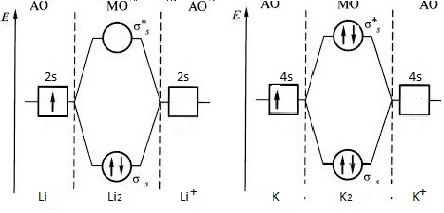 AO MO AO AO MO AO
E E
σ*s σ*s
2s 2s 4s 4s
σs σs
Li Li2 Li+ K K2 K+